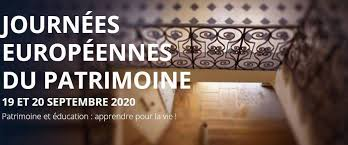 JOURNÉES
EUROPÉENNES
DU PATRIMOINE
19 ET 20 SEPTEMBRE 2020
Patrimoine et éducation : apprendre pour la vie !